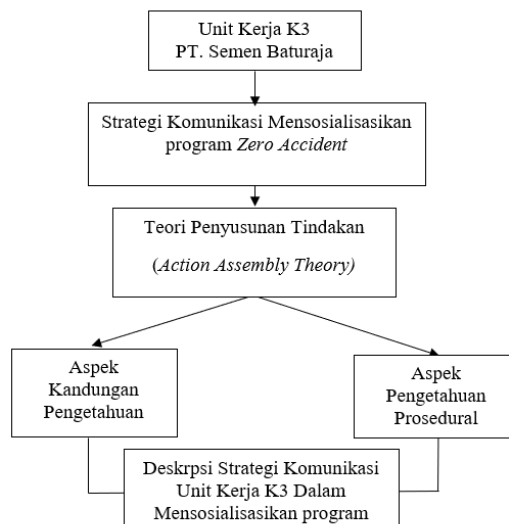 Unit Kerja K3
PT. Semen Baturaja
Strategi Komunikasi Mensosialisasikan
program Zero Accident
Teori Penyusunan Tindakan
(Action Assembly Theory)
Aspek
Kandungan
Pengetahuan
Aspek
Pengetahuan
Prosedural
Deskrpsi Strategi Komunikasi
Unit Kerja K3 Dalam
Mensosialisasikan program